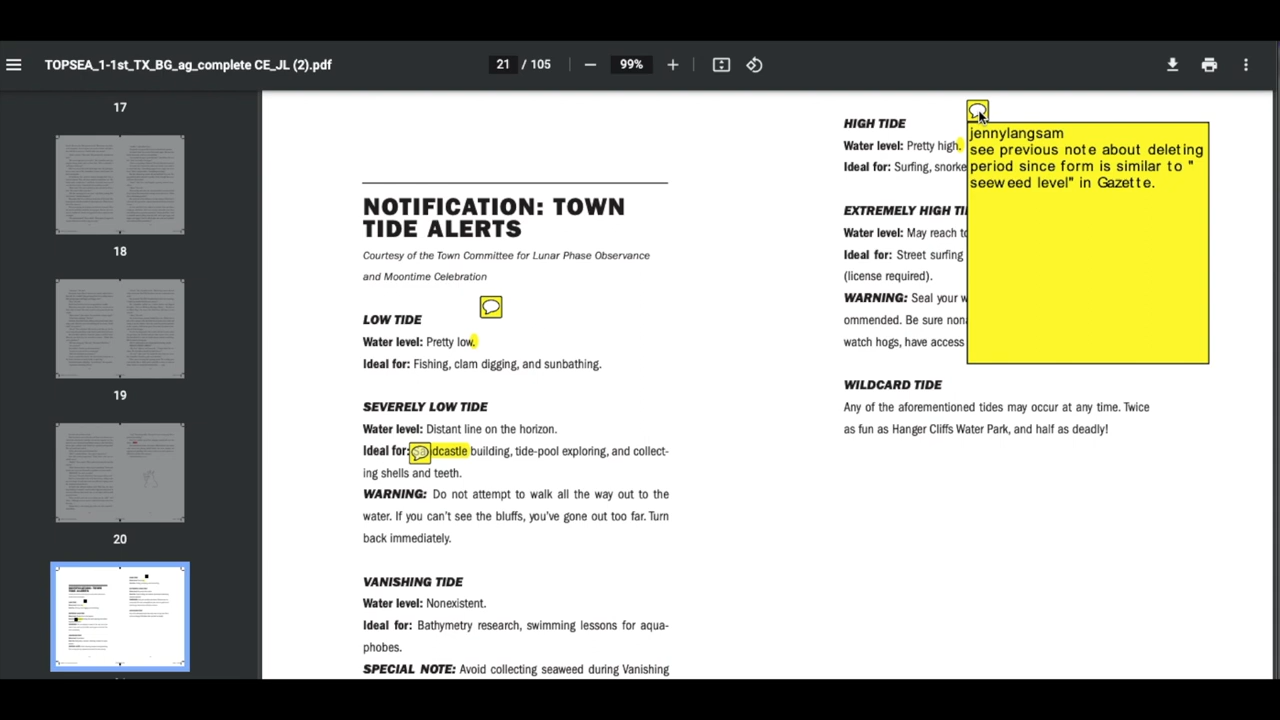 TOPSEA_1-1st_TX_BG_ag_complete CE_JL (2).pdf
21 / 105
99%
17
18
19
20
NOTIFICATION: TOWN
TIDE ALERTS
Courtesy of the Town Committee for Lunar Phase Observance
and Moontime Celebration
LOW TIDE
Water level: Pretty low.
Ideal for: Fishing, clam digging, and sunbathing.
SEVERELY LOW TIDE
Water level: Distant line on the horizon.
Ideal for: dcastle building, tide-pool exploring, and collect-
ing shells and teeth.
WARNING: Do not attempt to walk all the way out to the
water. If you can't see the bluffs, you've gone out too far. Turn
back immediately.
VANISHING TIDE
Water level: Nonexistent.
Ideal for: Bathymetry research, swimming lessons for aqua-
phobes.
SPECIAL NOTE: Avoid collecting seaweed during Vanishing
HIGH TIDE
Water level: Pretty high.
Ideal for: Surfing, snorke
EXTREMELY HIGH TI
Water level: May reach to
Ideal for: Street surfing
(license required).
WARNING: Seal your w
ommended. Be sure non
watch hogs, have access
WILDCARD TIDE
Any of the aforementioned tides may occur at any time. Twice
as fun as Hanger Cliffs Water Park, and half as deadly!
jennylangsam
see previous note about deleting
period since form is similar to "
seeweed level" in Gazette.